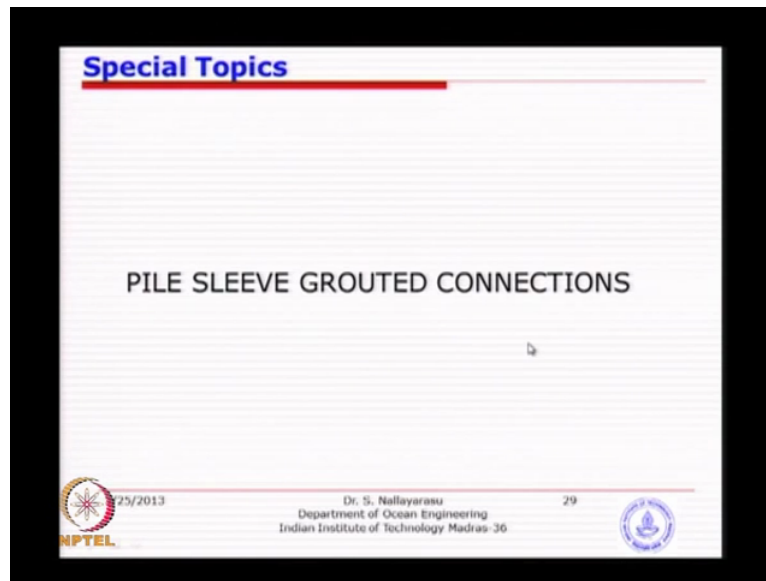 Special Topics
PILE SLEEVE GROUTED CONNECTIONS
/25/2013
Dr. S. Nallayarasu
Department of Ocean Engineering
Indian Institute of Technology Madras-36
29
NPTEL